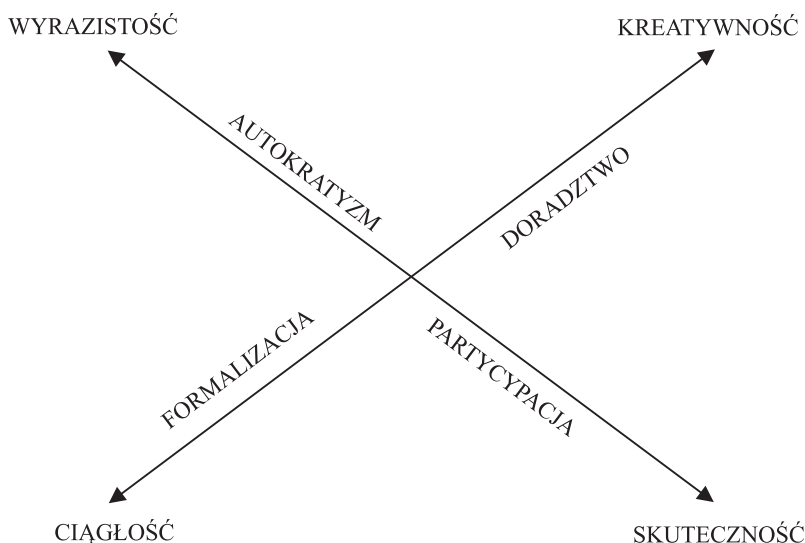 WYRAZISTOŚĆ
KREATYWNOŚĆ
AUTOKRATYZM
DORADZTWO
FORMALIZACJA
PARTYCYPACJA
CIĄGŁOŚĆ
SKUTECZNOŚĆ